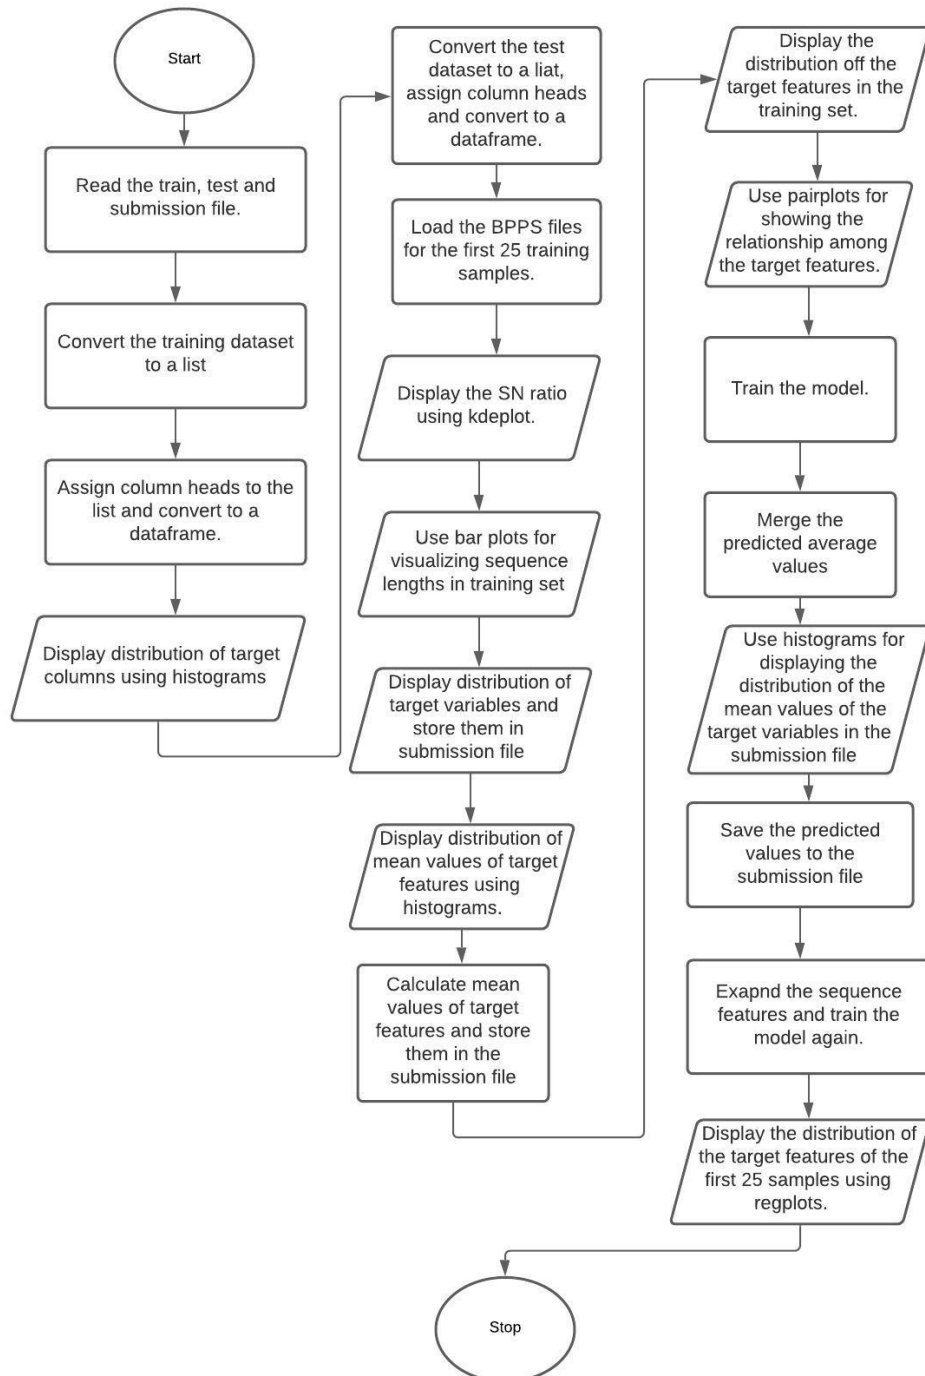 Start
Read the train, test and
submission file.
Convert the training dataset
to a list
Assign column heads to the
list and convert to a
dataframe.
Display distribution of target
columns using histograms
Convert the test
dataset to a liat,
assign column heads
and convert to a
dataframe.
Load the BPPS files
for the first 25 training
samples.
Display the SN ratio
using kdeplot.
Use bar plots for
visualizing sequence
lengths in training set
Display distribution of
target variables and
store them in
submission file
Display distribution of
mean values of target
features using
histograms.
Calculate mean
values of target
features and store
them in the
submission file
Display the
distribution off the
target features in the
training set.
Use pairplots for
showing the
relationship among
the target features.
Train the model.
Merge the
predicted average
values
Use histograms for
displaying the
distribution of the
mean values of the
target variables in the
submission file
Save the predicted
values to the
submission file
Exapnd the sequence
features and train the
model again.
Display the distribution of
the target features of the
first 25 samples using
regplots.
Stop